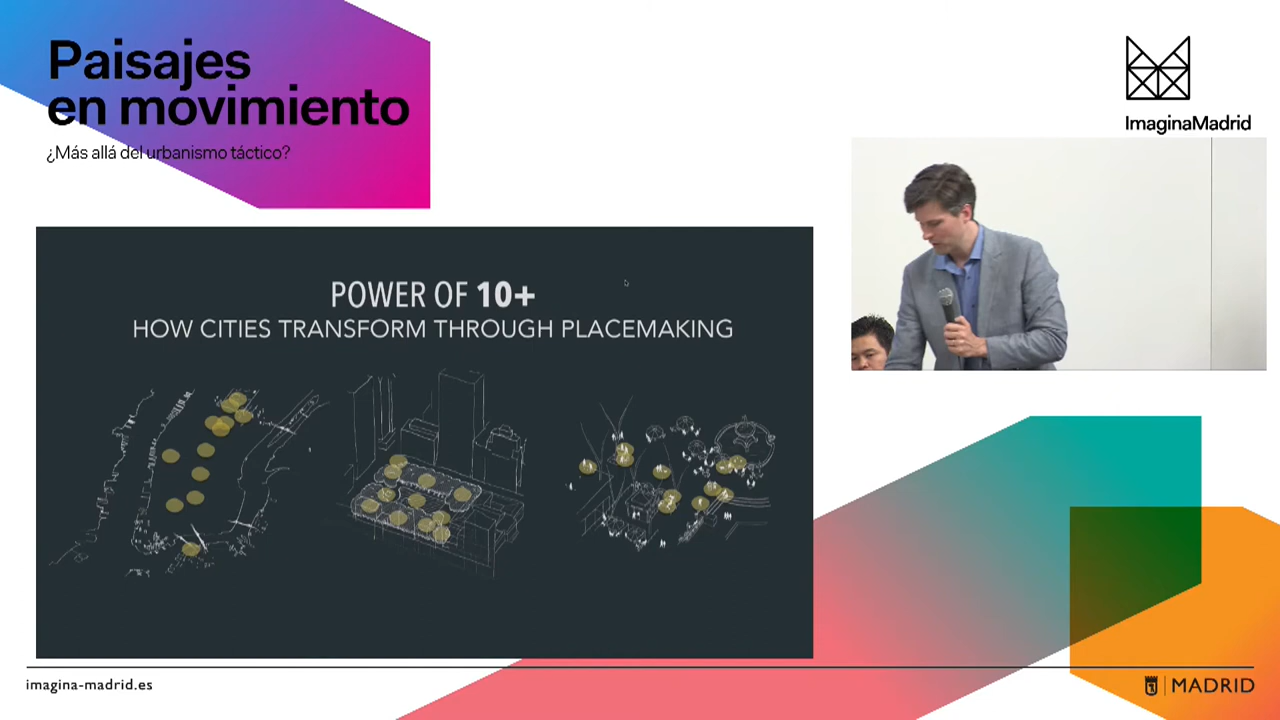 Paisajes
en movimiento
¿Más allá del urbanismo táctico?
ImaginaMadrid
POWER OF 10+
HOW CITIES TRANSFORM THROUGH PLACEMAKING
imagina-madrid.es
MADRID